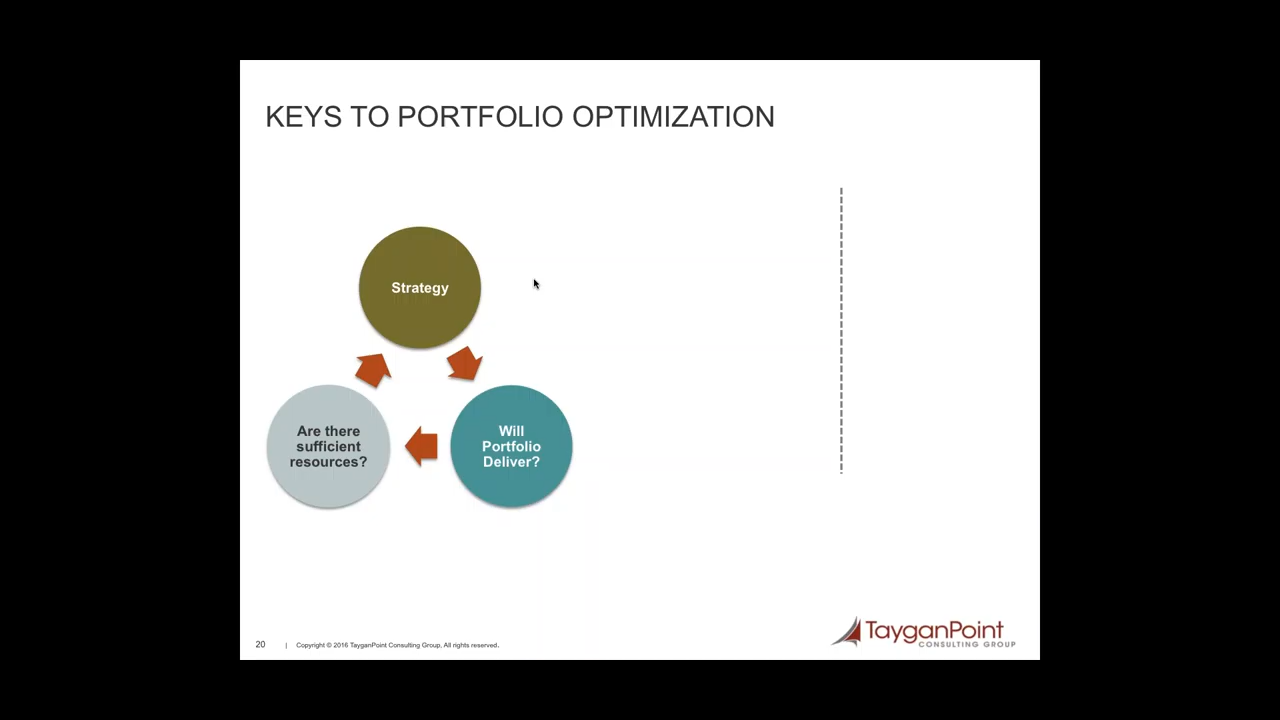 KEYS TO PORTFOLIO OPTIMIZATION
Strategy
Will
Portfolio
Deliver?
Are there
sufficient
resources?
20 | Copyright © 2016 TayganPoint Consulting Group, All rights reserved.
TayganPoint
CONSULTING GROUP